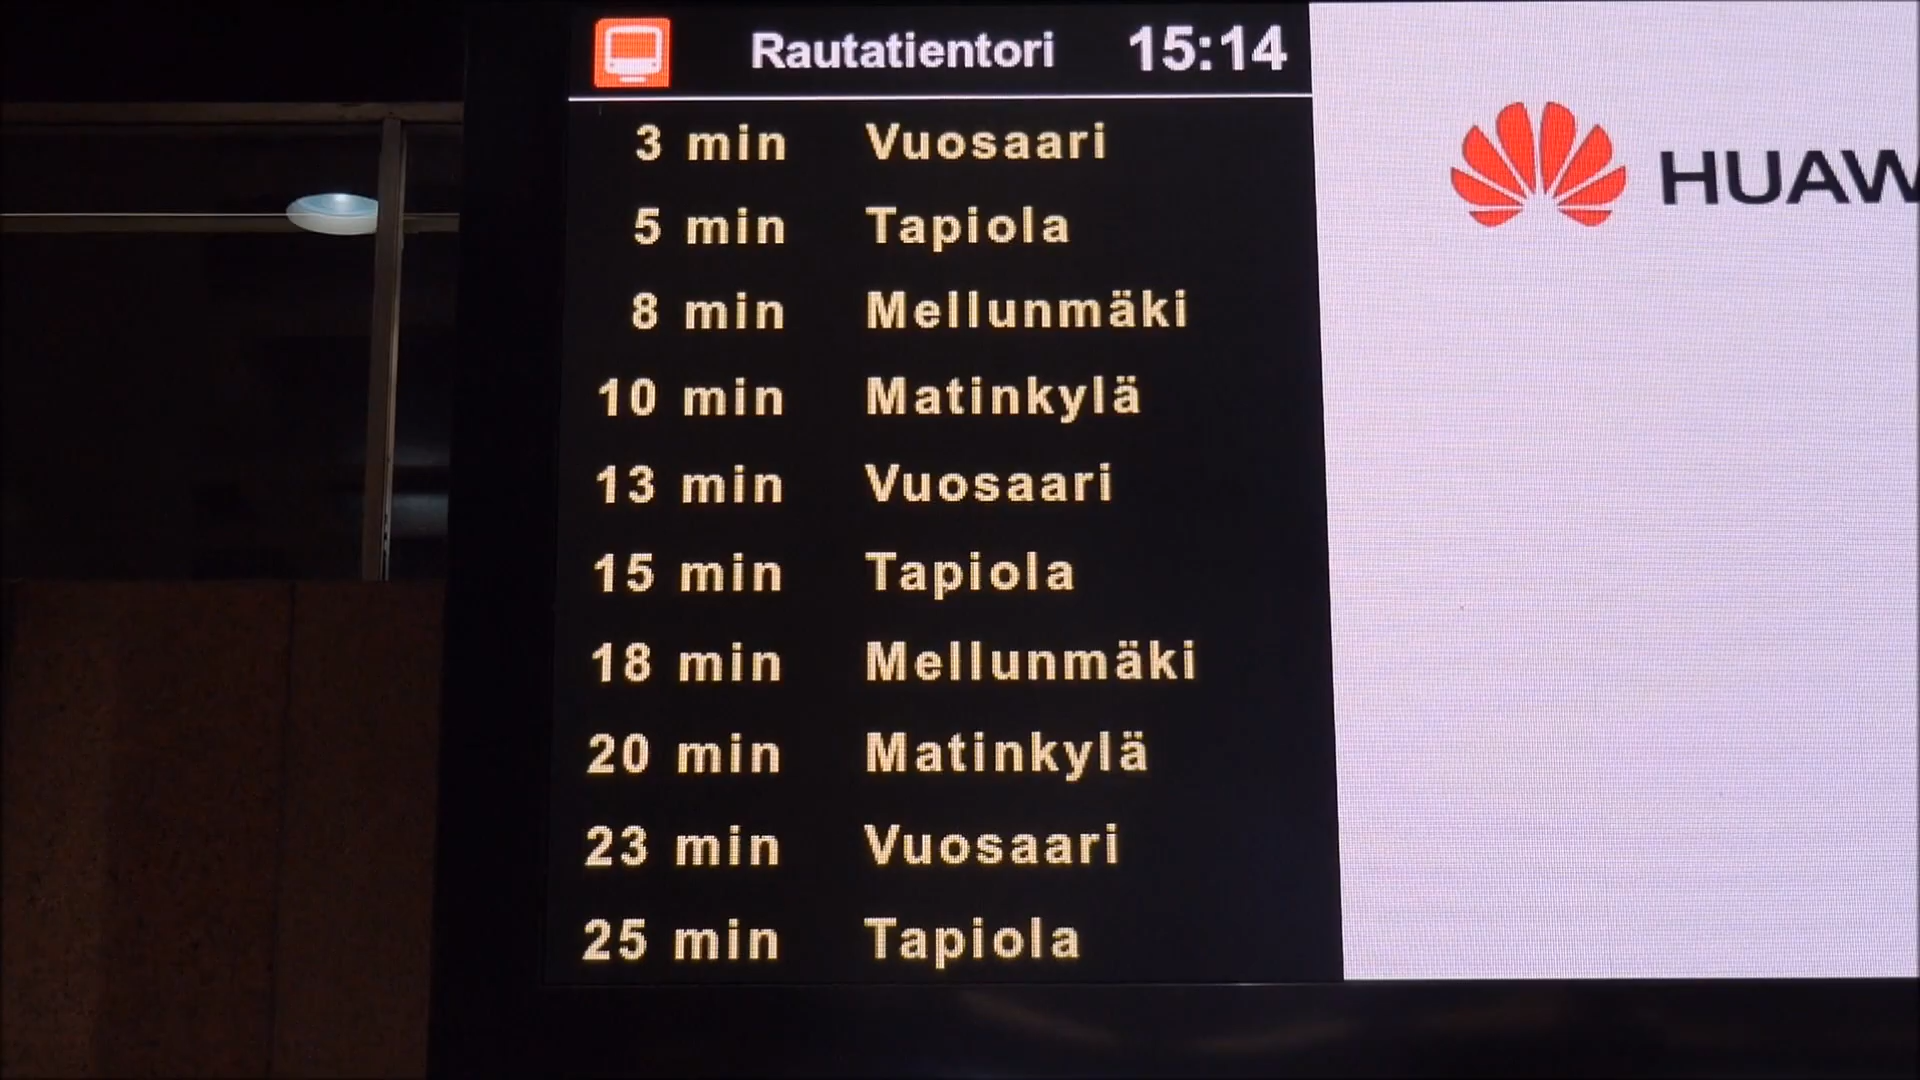 Rautatientori 15:14
3 min Vuosaari
5 min Tapiola
8 min Mellunmäki
10 min Matinkylä
13 min Vuosaari
15 min Tapiola
18 min Mellunmäki
20 min Matinkylä
23 min Vuosaari
25 min Tapiola
HUAW